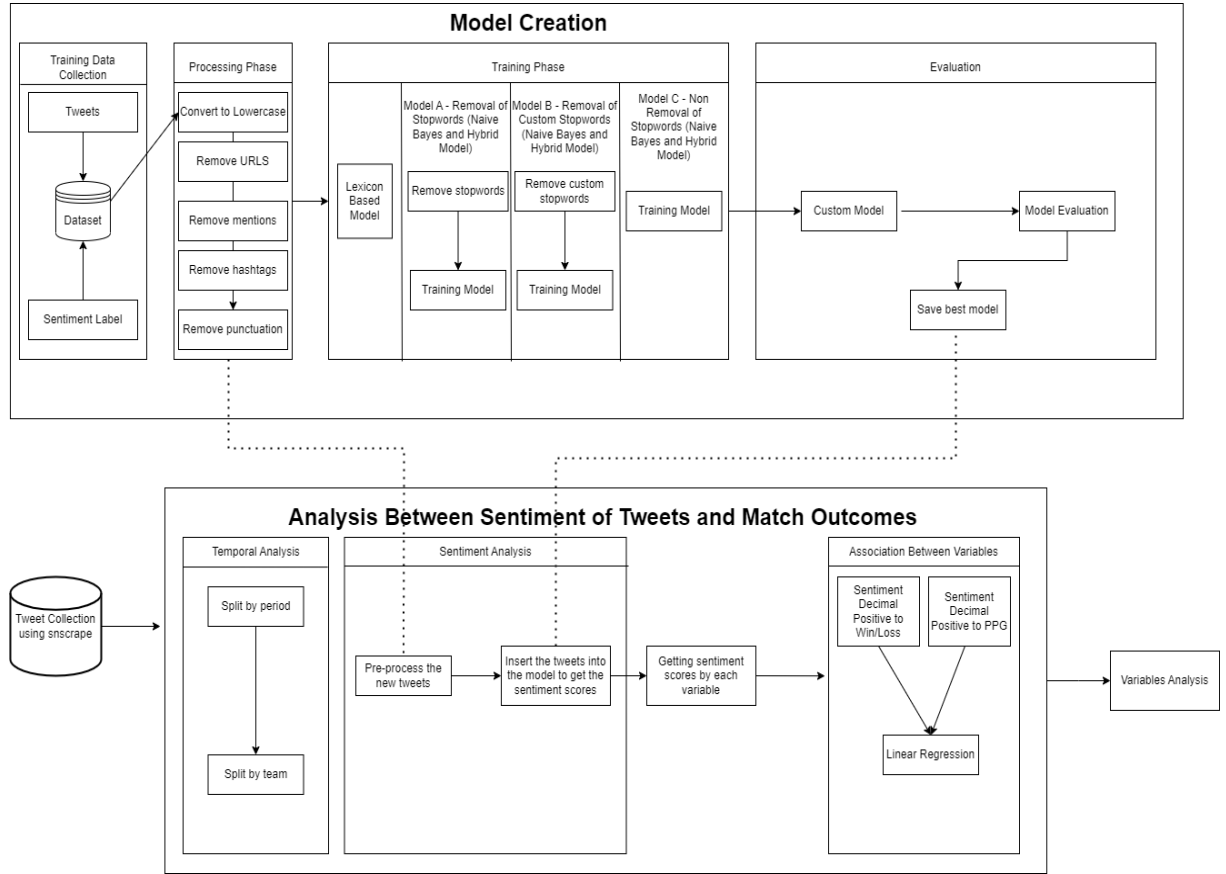 Model Creation
Training Data
Collection
Tweets
Dataset
Sentiment Label
Processing Phase
Convert to Lowercase
Remove URLS
Remove mentions
Remove hashtags
Remove punctuation
Training Phase
Lexicon
Based
Model
Model A - Removal of
Stopwords (Naive
Bayes and Hybrid
Model)
Remove stopwords
Training Model
Model B - Removal of
Custom Stopwords
(Naive Bayes and
Hybrid Model)
Remove custom
stopwords
Training Model
Model C - Non
Removal of
Stopwords (Naive
Bayes and Hybrid
Model)
Training Model
Evaluation
Custom Model
Model Evaluation
Save best model
Tweet Collection
using snscrape
Analysis Between Sentiment of Tweets and Match Outcomes
Temporal Analysis
Split by period
Split by team
Sentiment Analysis
Pre-process the
new tweets
Insert the tweets into
the model to get the
sentiment scores
Getting sentiment
scores by each
variable
Association Between Variables
Sentiment
Decimal
Positive to
Win/Loss
Sentiment
Decimal
Positive to PPG
Linear Regression
Variables Analysis